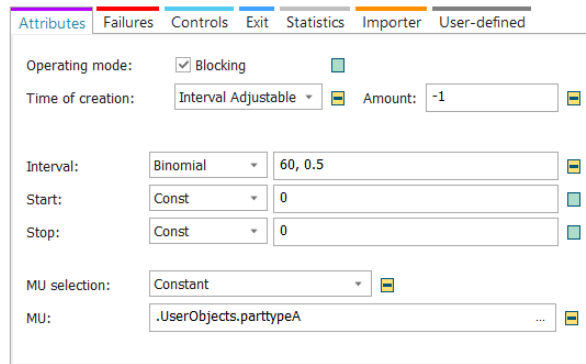 Attributes Failures Controls Exit Statistics Importer User-defined
Operating mode: Blocking
Time of creation: Interval Adjustable Amount: -1
Interval: Binomial 60, 0.5
Start: Const 0
Stop: Const 0
MU selection: Constant
MU: .UserObjects.parttypeA ...